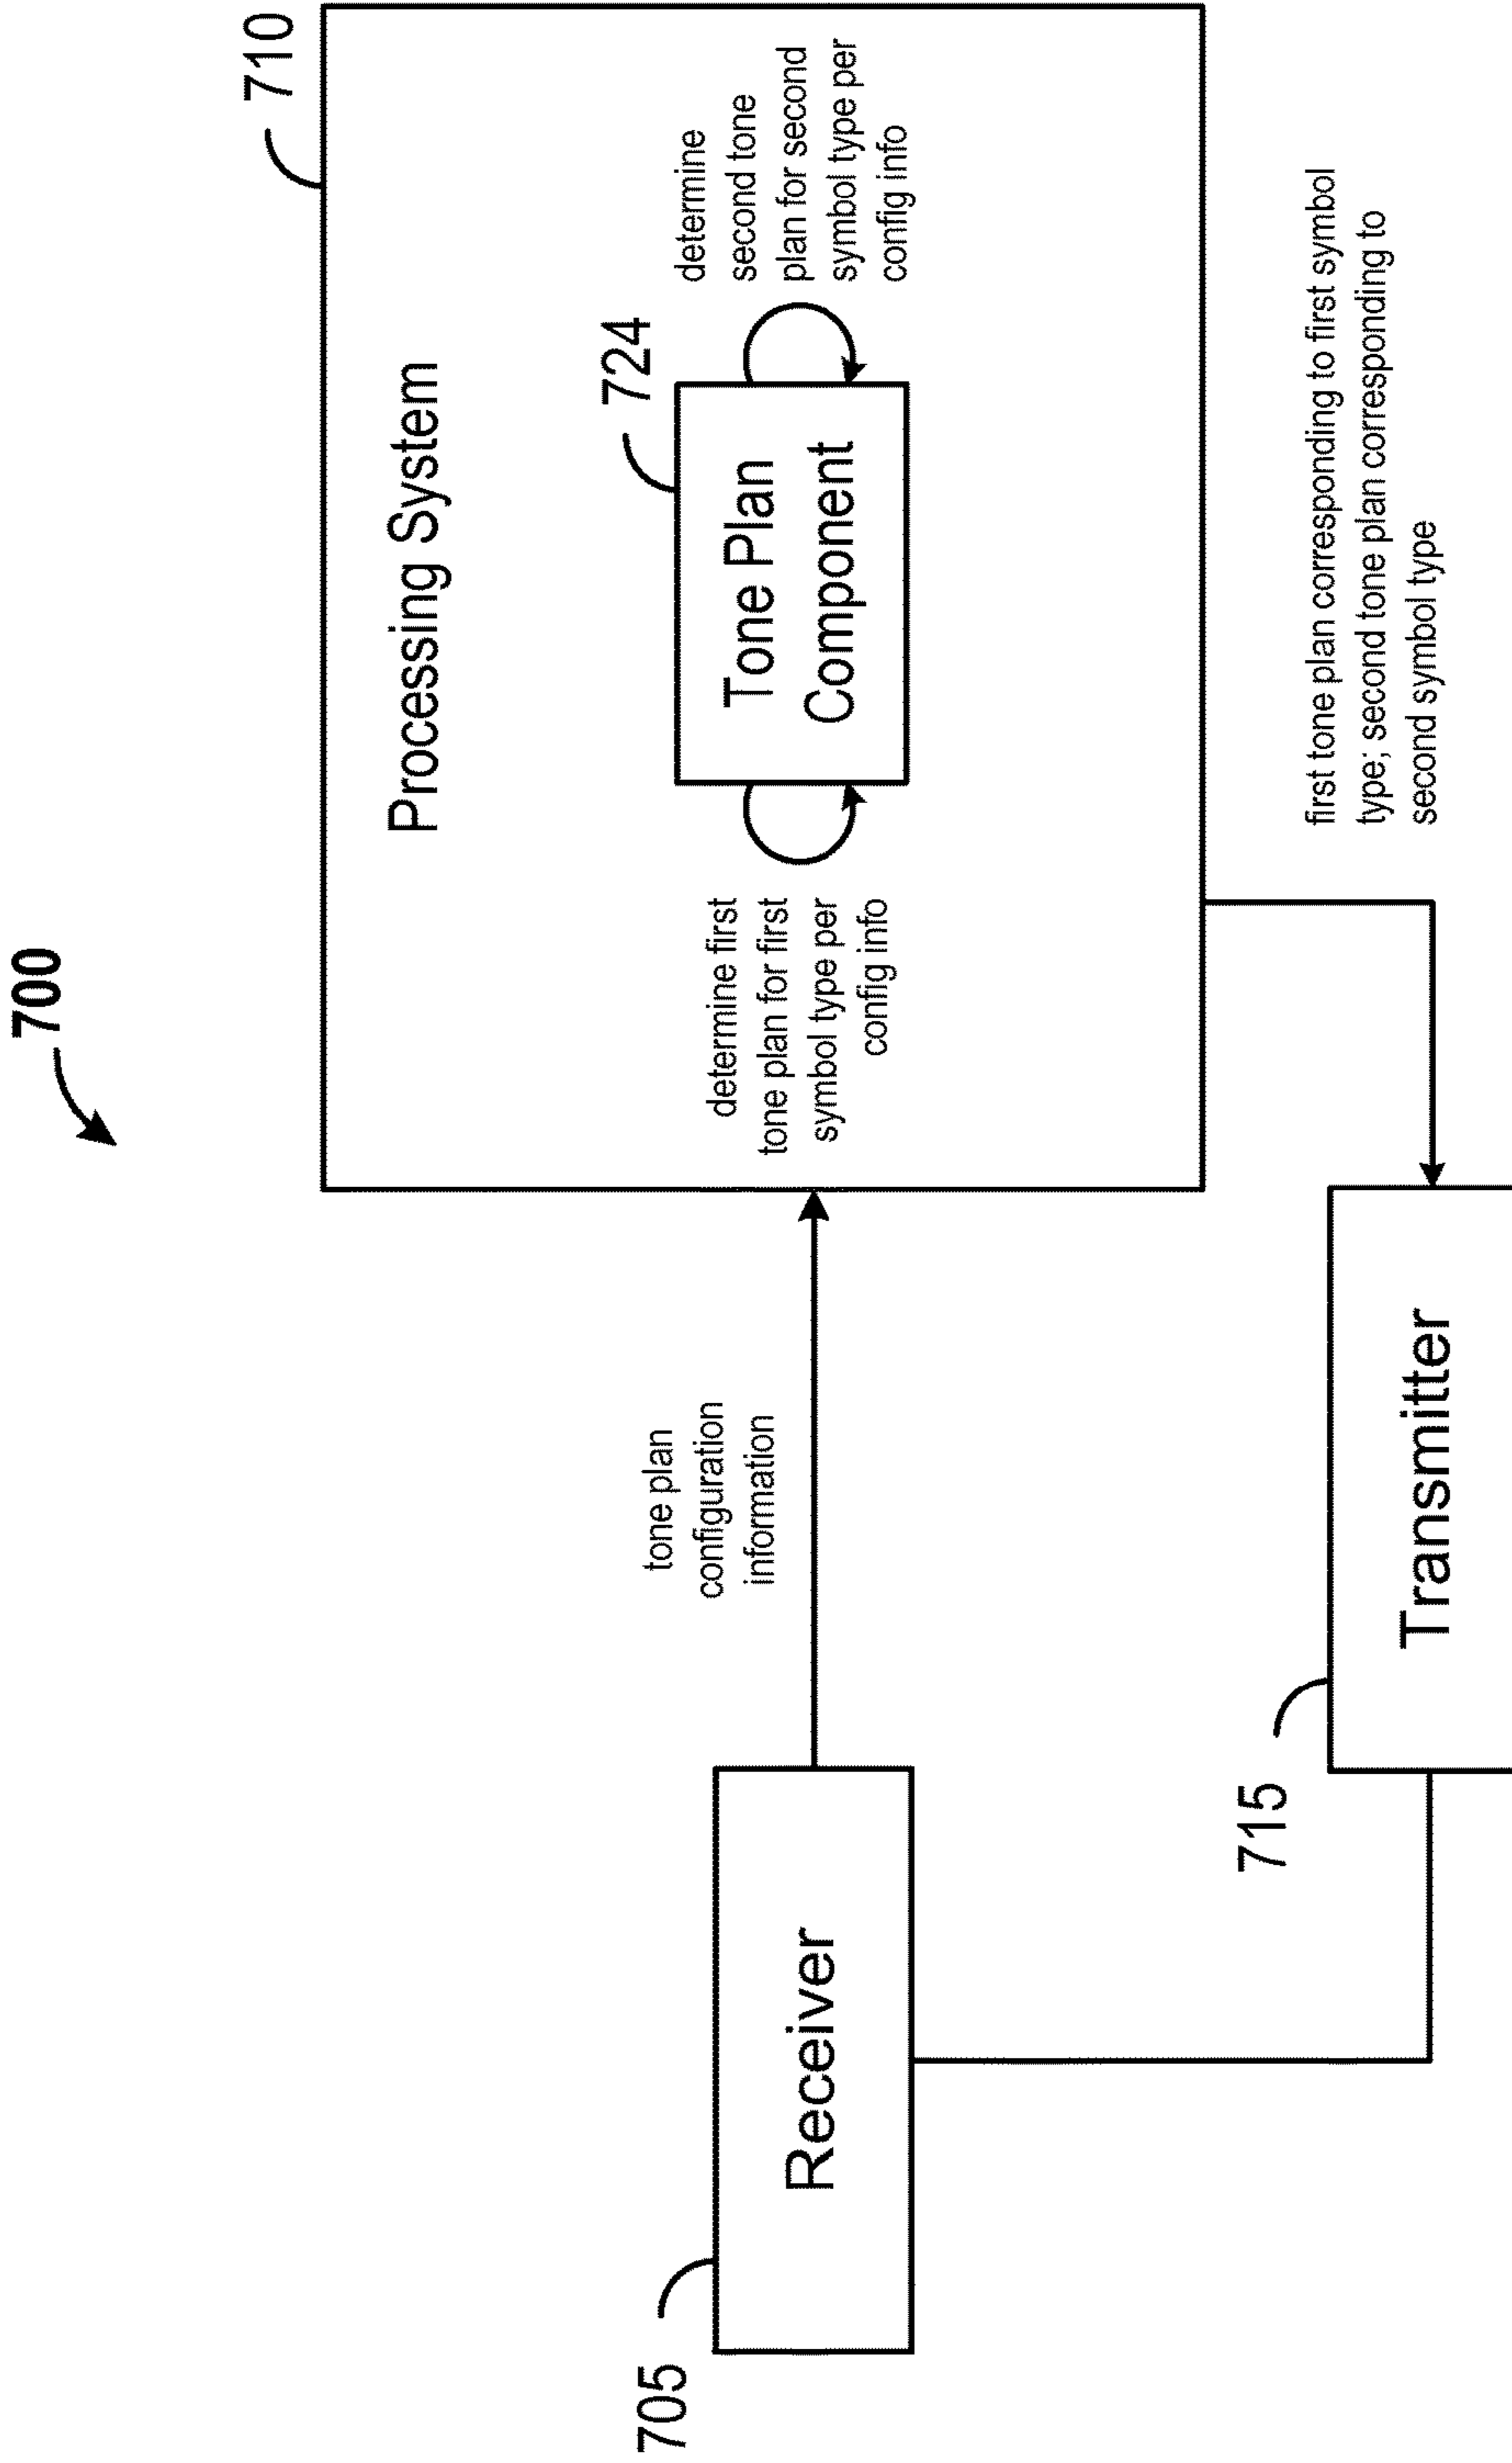 700
710
Processing System
724
Tone Plan
Component
determine first
tone plan for first
symbol type per
config info
determine
second tone
plan for second
symbol type per
config info
tone plan
configuration
information
705
Receiver
first tone plan corresponding to first symbol
type; second tone plan corresponding to
second symbol type
715
Transmitter